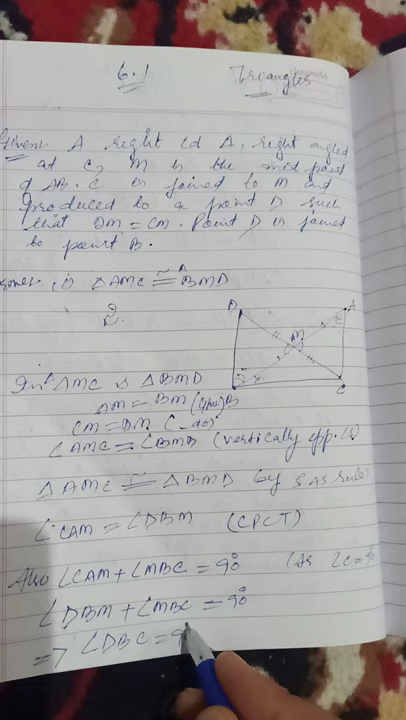 6.1 Triangles
Given A right ∠d Δ, right angled
at C, M is the mid point
of AB. C is joined to M and
produced to a point D such
that DM = CM. Point D is joined
to point B.
(i) ΔAMC ≅ ΔBMD
D A
M
B C
In ΔAMC & ΔBMD
AM = BM
CM = DM
∠AMC = ∠BMD (vertically opp. ∠s)
ΔAMC ≅ ΔBMD by SAS rule
∠CAM = ∠DBM (CPCT)
Also ∠CAM + ∠MBC = 90° (As ∠C = 90°
∠DBM + ∠MBC = 90°
=> ∠DBC = 9